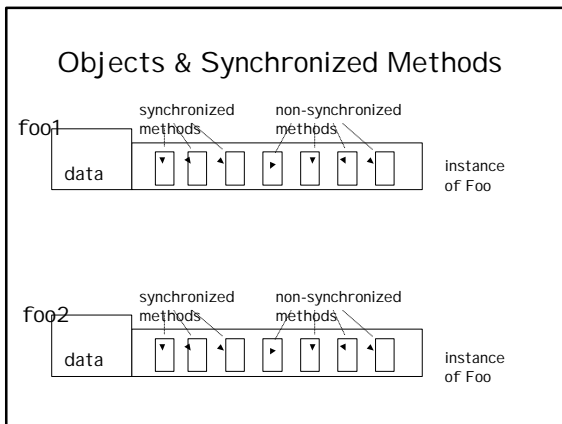 Objects & Synchronized Methods
synchronized
methods
non-synchronized
methods
foo1
data
instance
of Foo
synchronized
methods
non-synchronized
methods
foo2
data
instance
of Foo